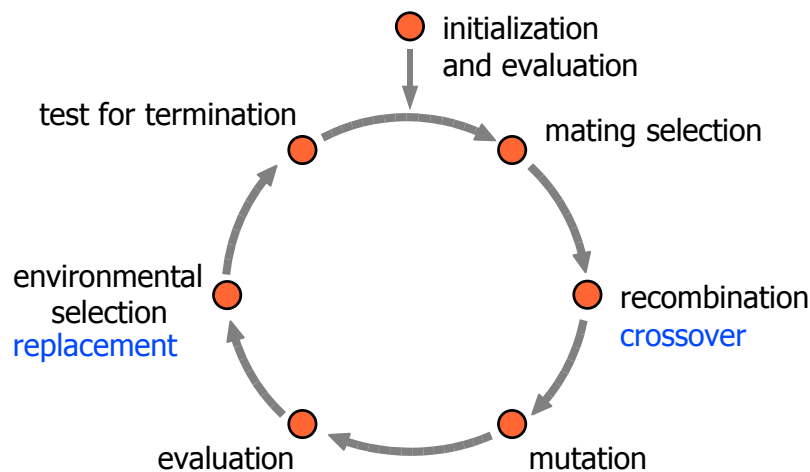 initialization
and evaluation
test for termination
mating selection
environmental
selection
replacement
recombination
crossover
evaluation
mutation